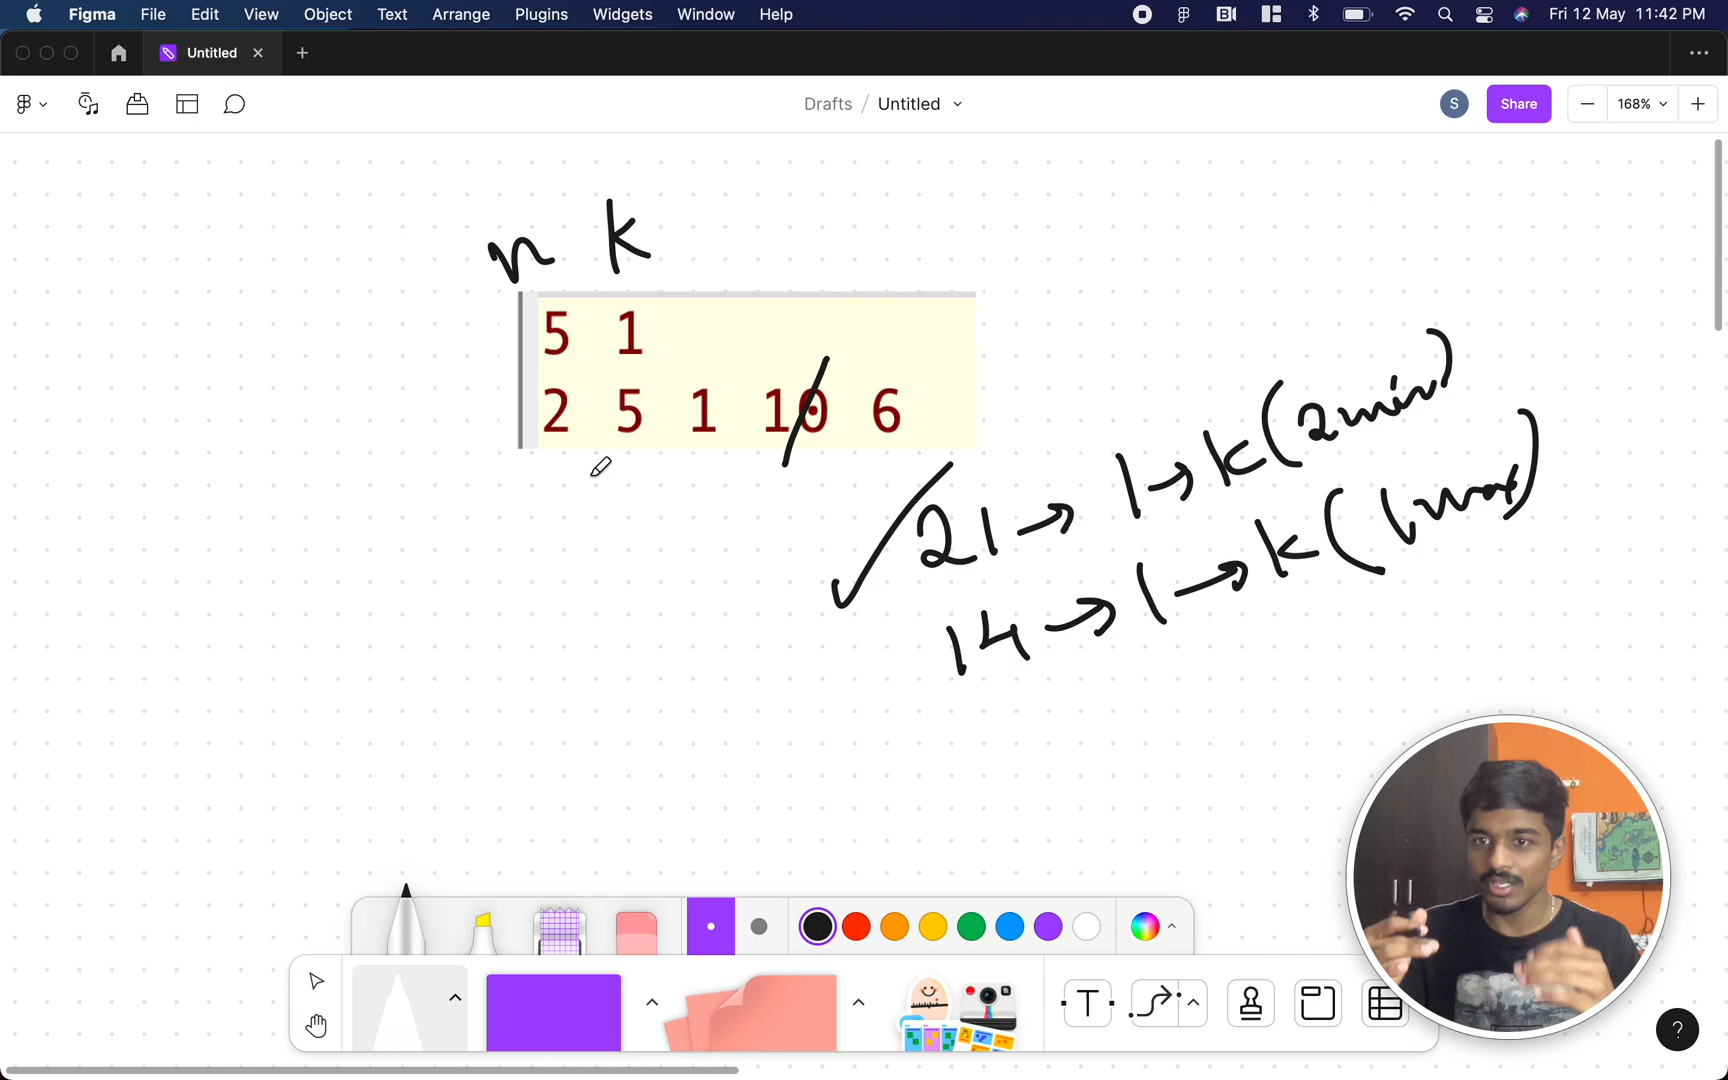 Figma File Edit View Object Text Arrange Plugins Widgets Window Help Fri 12 May 11:42 PM
Untitled
Drafts / Untitled
S Share 168%
n k
5 1
2 5 1 10 6
21 → 1 → k (2 min)
14 → 1 → k (1 max)
T
?